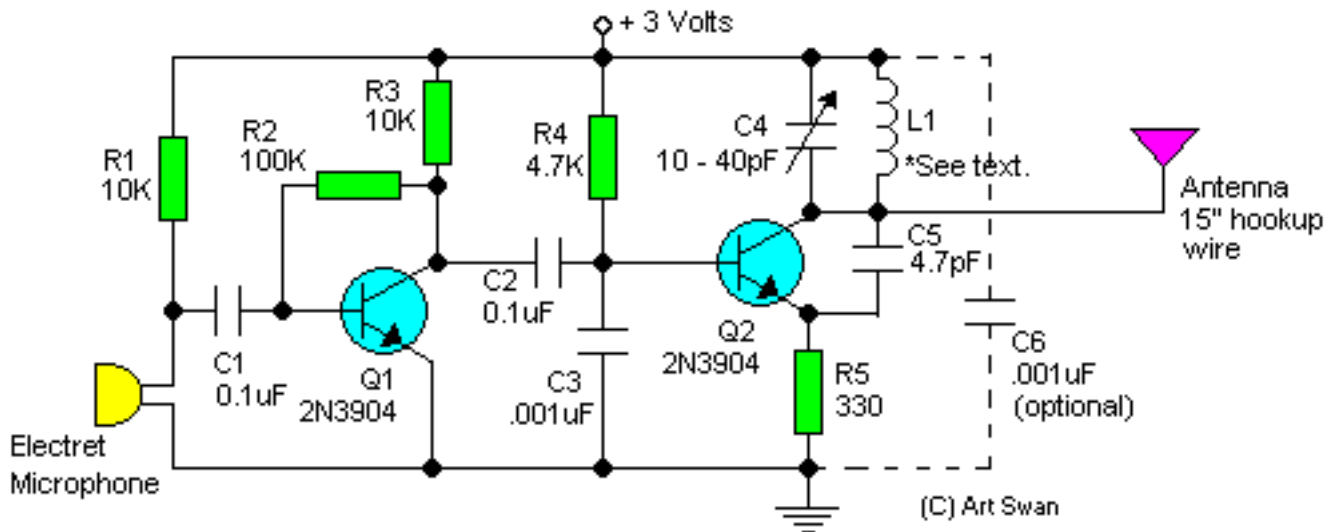 + 3 Volts
R3
10K
R2
100K
R4
4.7K
C4
10 - 40pF
L1
*See text.
R1
10K
Antenna
15" hookup
wire
C5
4.7pF
C2
0.1uF
C1
0.1uF
Q1
2N3904
C3
.001uF
Q2
2N3904
R5
330
C6
.001uF
(optional)
Electret
Microphone
(C) Art Swan